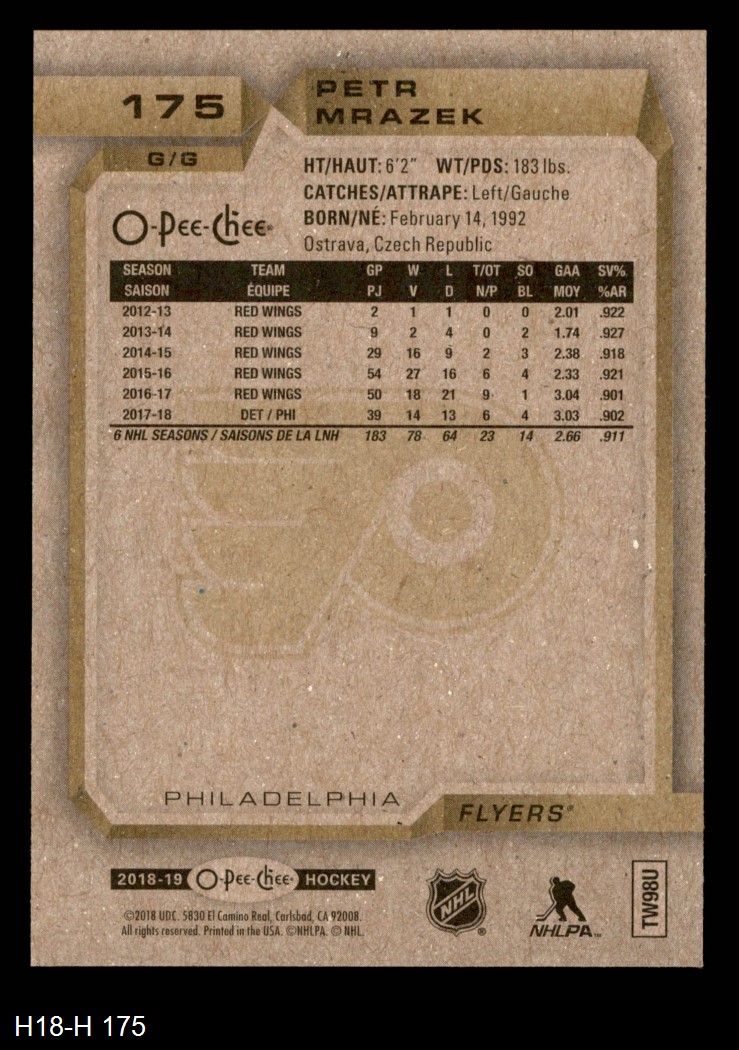 175
PETR
MRAZEK
G/G
HT/HAUT: 6'2" WT/PDS: 183 lbs.
CATCHES/ATTRAPE: Left/Gauche
BORN/NÉ: February 14, 1992
Ostrava, Czech Republic
O-Pee-Chee®
SEASON TEAM GP W L T/OT SO GAA SV%
SAISON ÉQUIPE PJ V D N/P BL MOY %AR
2012-13 RED WINGS 2 1 1 0 0 2.01 .922
2013-14 RED WINGS 9 2 4 0 2 1.74 .927
2014-15 RED WINGS 29 16 9 2 3 2.38 .918
2015-16 RED WINGS 54 27 16 6 4 2.33 .921
2016-17 RED WINGS 50 18 21 9 1 3.04 .901
2017-18 DET / PHI 39 14 13 6 4 3.03 .902
6 NHL SEASONS / SAISONS DE LA LNH 183 78 64 23 14 2.66 .911
PHILADELPHIA
FLYERS®
2018-19 O-Pee-Chee® HOCKEY
©2018 UDC. 5830 El Camino Real, Carlsbad, CA 92008.
All rights reserved. Printed in the USA. ©NHLPA. © NHL.
NHL ®
NHLPA™
TW98U
H18-H 175